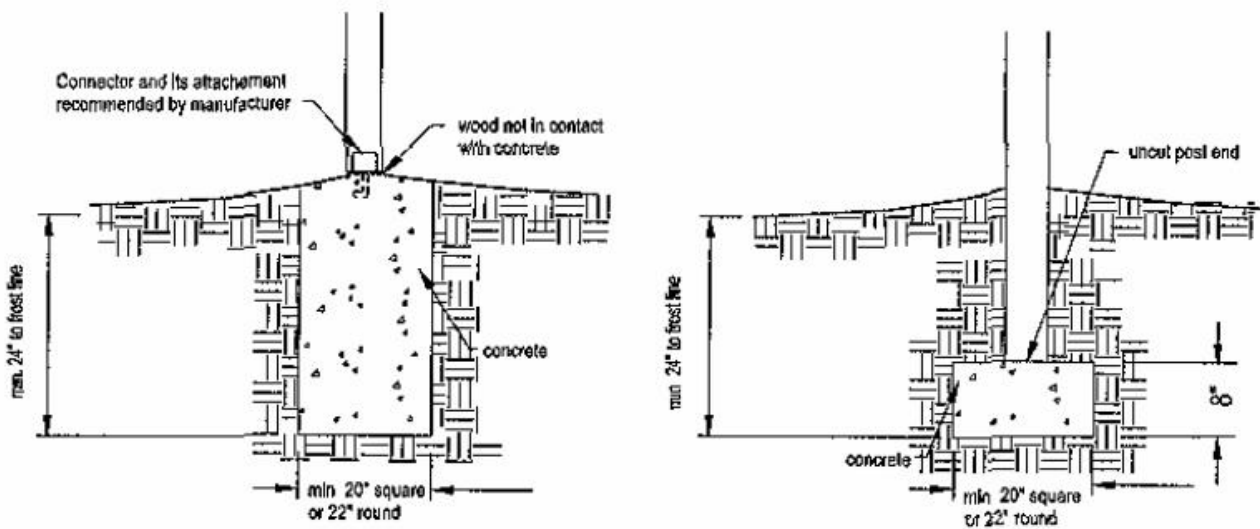 Connector and its attachement
recommended by manufacturer
wood not in contact
with concrete
min. 24" to frost line
concrete
min 20" square
or 22" round
uncut post end
min 24" to frost line
8"
concrete
min 20" square
or 22" round